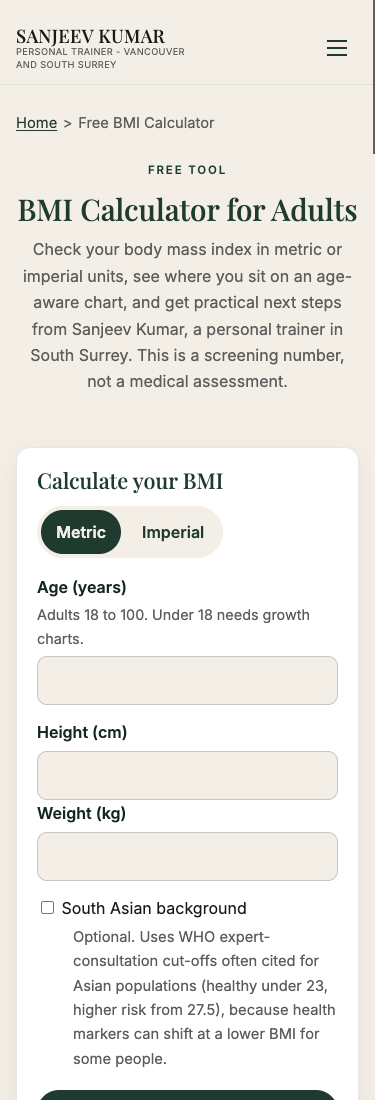 SANJEEV KUMAR
PERSONAL TRAINER - VANCOUVER
AND SOUTH SURREY
Home > Free BMI Calculator
FREE TOOL
BMI Calculator for Adults
Check your body mass index in metric or
imperial units, see where you sit on an age-
aware chart, and get practical next steps
from Sanjeev Kumar, a personal trainer in
South Surrey. This is a screening number,
not a medical assessment.
Calculate your BMI
Metric Imperial
Age (years)
Adults 18 to 100. Under 18 needs growth
charts.
Height (cm)
Weight (kg)
South Asian background
Optional. Uses WHO expert-
consultation cut-offs often cited for
Asian populations (healthy under 23,
higher risk from 27.5), because health
markers can shift at a lower BMI for
some people.